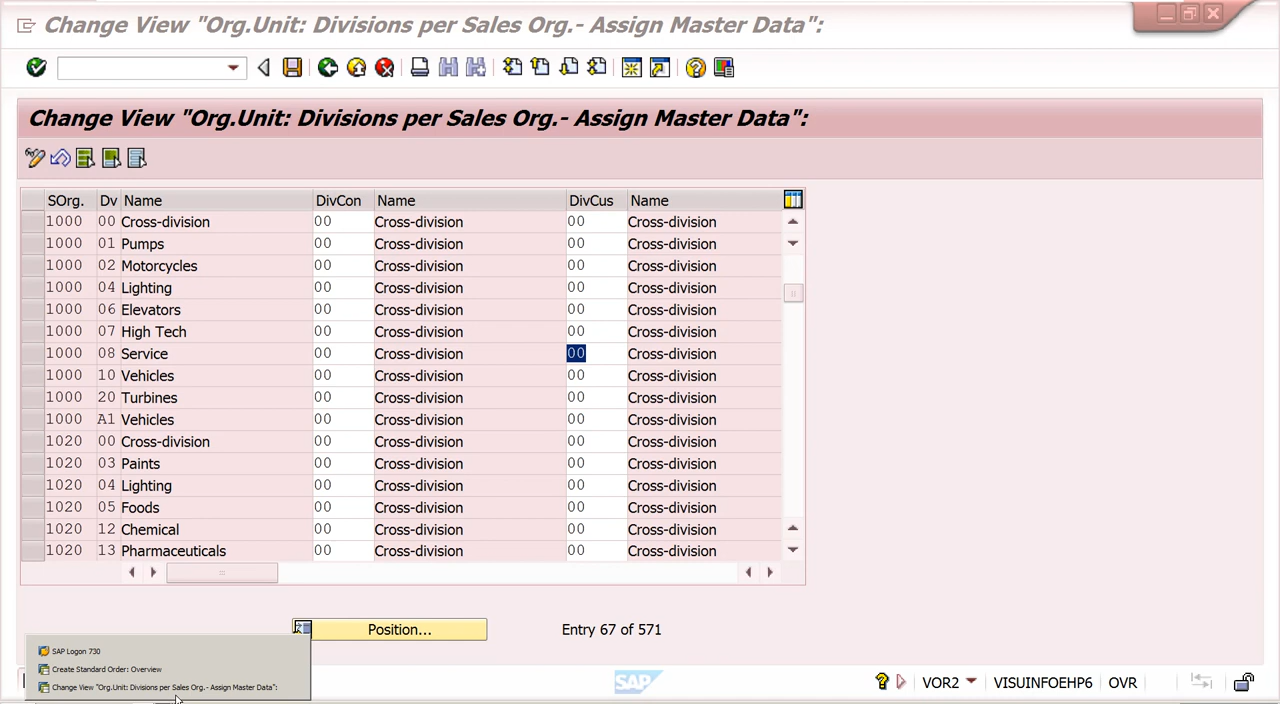 Change View "Org.Unit: Divisions per Sales Org.- Assign Master Data":
Change View "Org.Unit: Divisions per Sales Org.- Assign Master Data":
SOrg. Dv Name DivCon Name DivCus Name
1000 00 Cross-division 00 Cross-division 00 Cross-division
1000 01 Pumps 00 Cross-division 00 Cross-division
1000 02 Motorcycles 00 Cross-division 00 Cross-division
1000 04 Lighting 00 Cross-division 00 Cross-division
1000 06 Elevators 00 Cross-division 00 Cross-division
1000 07 High Tech 00 Cross-division 00 Cross-division
1000 08 Service 00 Cross-division 00 Cross-division
1000 10 Vehicles 00 Cross-division 00 Cross-division
1000 20 Turbines 00 Cross-division 00 Cross-division
1000 A1 Vehicles 00 Cross-division 00 Cross-division
1020 00 Cross-division 00 Cross-division 00 Cross-division
1020 03 Paints 00 Cross-division 00 Cross-division
1020 04 Lighting 00 Cross-division 00 Cross-division
1020 05 Foods 00 Cross-division 00 Cross-division
1020 12 Chemical 00 Cross-division 00 Cross-division
1020 13 Pharmaceuticals 00 Cross-division 00 Cross-division
Position... Entry 67 of 571
SAP Logon 730
Create Standard Order: Overview
Change View "Org.Unit: Divisions per Sales Org.- Assign Master Data":
SAP VOR2 VISUINFOEHP6 OVR